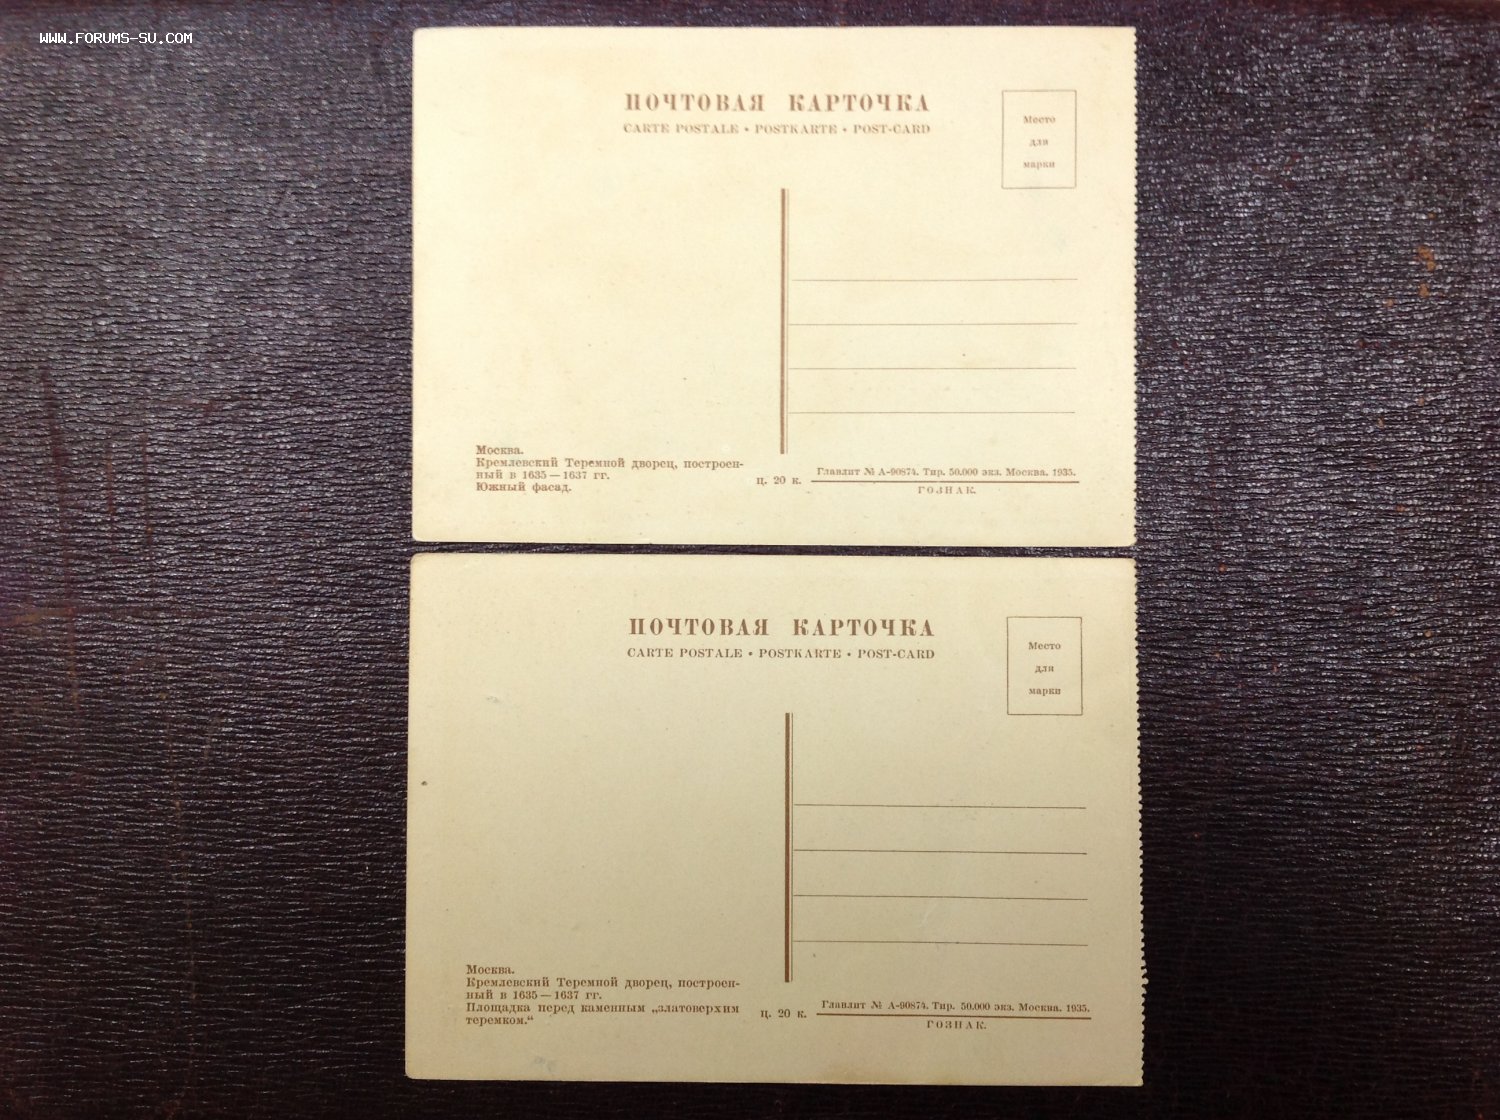 WWW.FORUMS-SU.COM
ПОЧТОВАЯ КАРТОЧКА
CARTE POSTALE • POSTKARTE • POST-CARD
Место
для
марки
Москва.
Кремлевский Теремной дворец, построен-
ный в 1635 — 1637 гг.
Южный фасад.
ц. 20 к.
Главлит № А-90874. Тир. 50.000 экз. Москва. 1935.
ГОЗНАК.
ПОЧТОВАЯ КАРТОЧКА
CARTE POSTALE • POSTKARTE • POST-CARD
Место
для
марки
Москва.
Кремлевский Теремной дворец, построен-
ный в 1635 — 1637 гг.
Площадка перед каменным „златоверхим
теремком.“
ц. 20 к.
Главлит № А-90874. Тир. 50.000 экз. Москва. 1935.
ГОЗНАК.